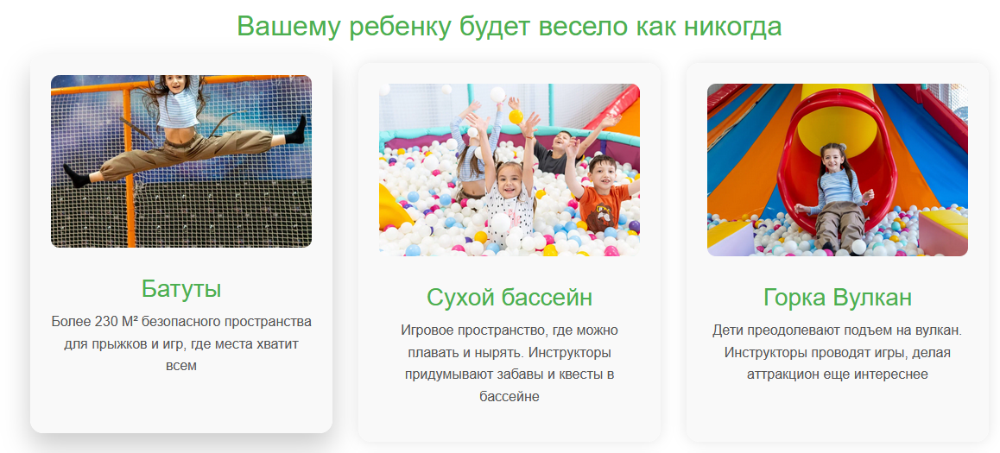 Вашему ребенку будет весело как никогда
Батуты
Более 230 М² безопасного пространства
для прыжков и игр, где места хватит
всем
Сухой бассейн
Игровое пространство, где можно
плавать и нырять. Инструкторы
придумывают забавы и квесты в
бассейне
Горка Вулкан
Дети преодолевают подъем на вулкан.
Инструкторы проводят игры, делая
аттракцион еще интереснее